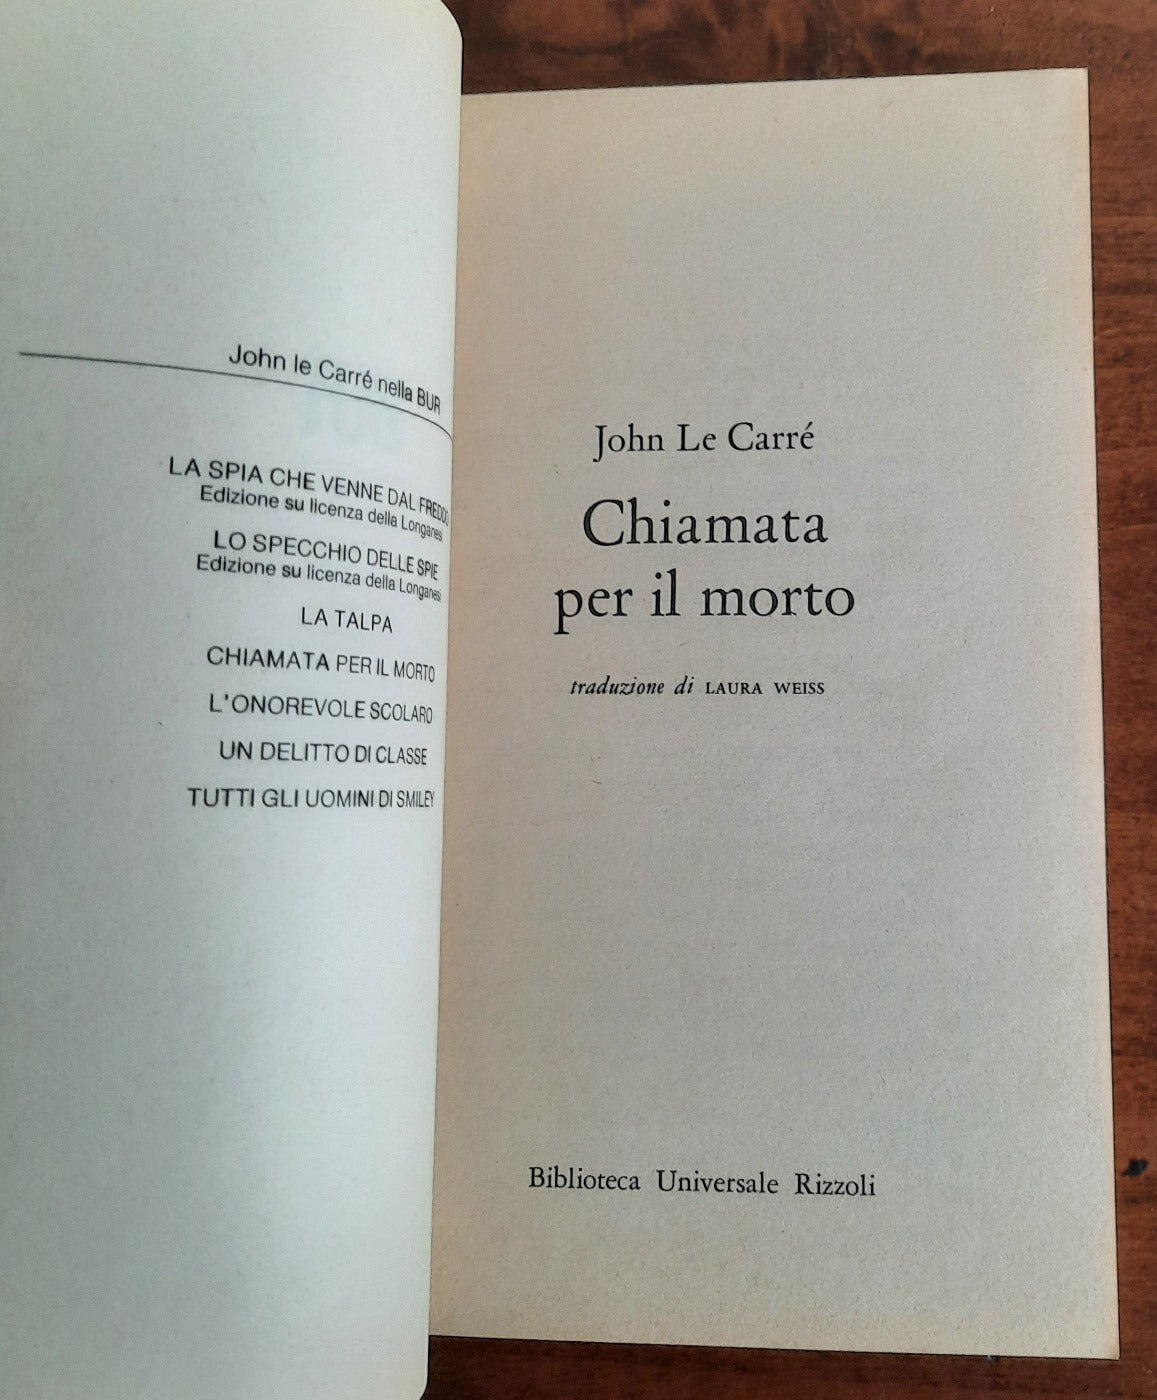 John le Carré nella BUR
LA SPIA CHE VENNE DAL FREDDO
Edizione su licenza della Longanesi
LO SPECCHIO DELLE SPIE
Edizione su licenza della Longanesi
LA TALPA
CHIAMATA PER IL MORTO
L'ONOREVOLE SCOLARO
UN DELITTO DI CLASSE
TUTTI GLI UOMINI DI SMILEY
John Le Carré
Chiamata
per il morto
traduzione di LAURA WEISS
Biblioteca Universale Rizzoli